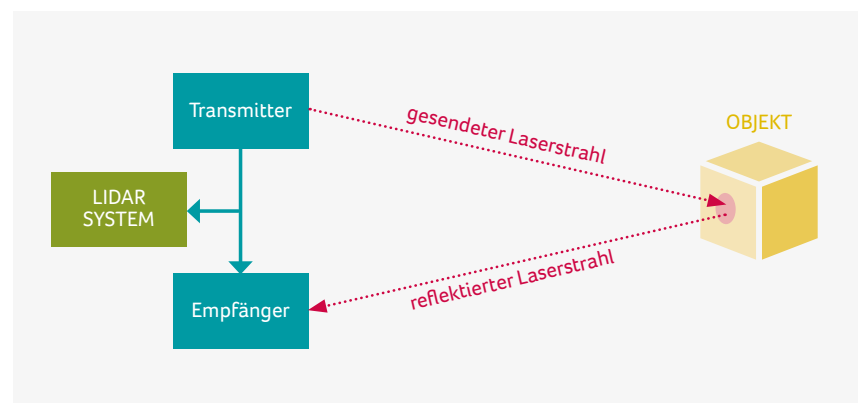 Transmitter
gesendeter Laserstrahl
OBJEKT
LIDAR
SYSTEM
Empfänger
reflektierter Laserstrahl